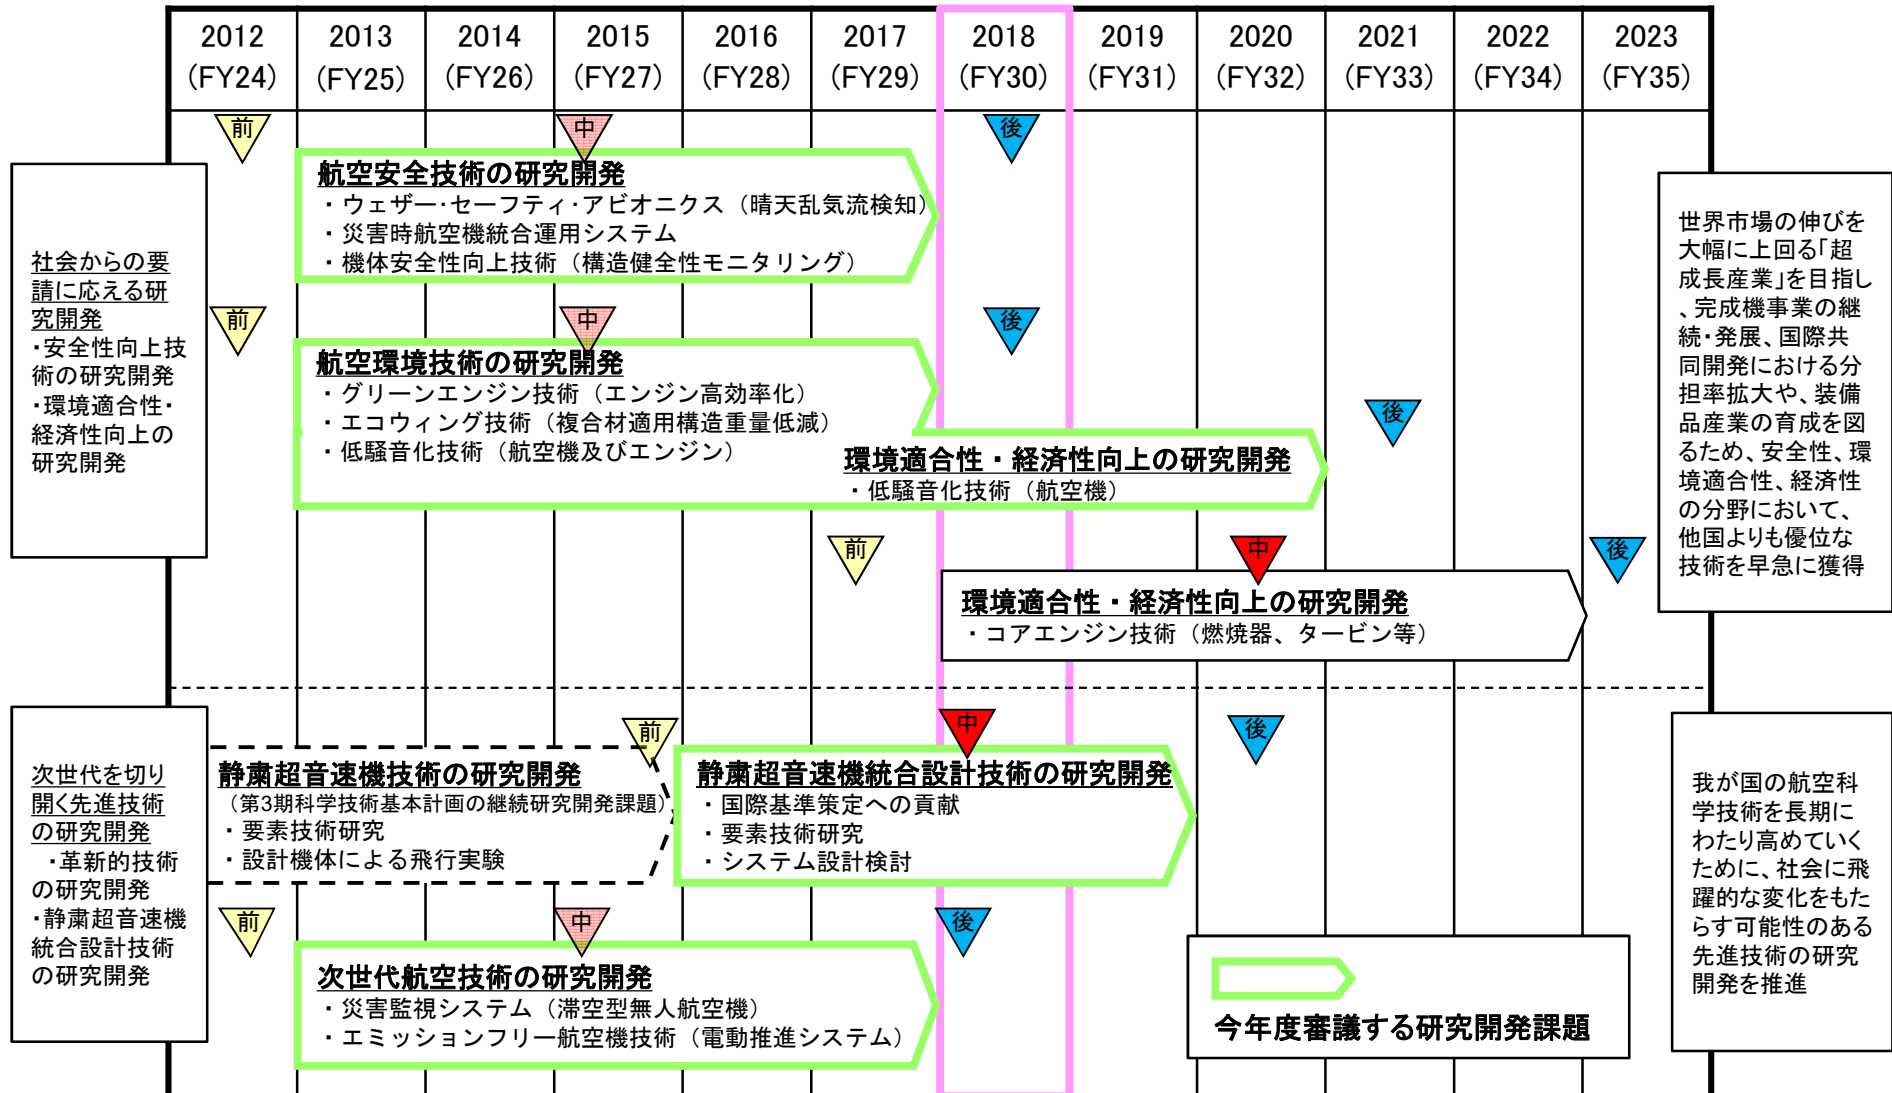 2012 2013 2014 2015 2016 2017 2018 2019 2020 2021 2022 2023
(FY24) (FY25) (FY26) (FY27) (FY28) (FY29) (FY30) (FY31) (FY32) (FY33) (FY34) (FY35)
社会からの要
請に応える研
究開発
・安全性向上技
術の研究開発
・環境適合性・
経済性向上の
研究開発
前 中 後
航空安全技術の研究開発
・ウェザー・セーフティ・アビオニクス（晴天乱気流検知）
・災害時航空機統合運用システム
・機体安全性向上技術（構造健全性モニタリング）
前 中 後
航空環境技術の研究開発
・グリーンエンジン技術（エンジン高効率化）
・エコウィング技術（複合材適用構造重量低減）
・低騒音化技術（航空機及びエンジン）
後
環境適合性・経済性向上の研究開発
・低騒音化技術（航空機）
前 中 後
環境適合性・経済性向上の研究開発
・コアエンジン技術（燃焼器、タービン等）
世界市場の伸びを
大幅に上回る「超
成長産業」を目指し
、完成機事業の継
続・発展、国際共
同開発における分
担率拡大や、装備
品産業の育成を図
るため、安全性、環
境適合性、経済性
の分野において、
他国よりも優位な
技術を早急に獲得
次世代を切り
開く先進技術
の研究開発
・革新的技術
の研究開発
・静粛超音速機
統合設計技術
の研究開発
前 中 後
静粛超音速機技術の研究開発
（第3期科学技術基本計画の継続研究開発課題）
・要素技術研究
・設計機体による飛行実験
静粛超音速機統合設計技術の研究開発
・国際基準策定への貢献
・要素技術研究
・システム設計検討
前 中 後
次世代航空技術の研究開発
・災害監視システム（滞空型無人航空機）
・エミッションフリー航空機技術（電動推進システム）
今年度審議する研究開発課題
我が国の航空科
学技術を長期に
わたり高めていく
ために、社会に飛
躍的な変化をもた
らす可能性のある
先進技術の研究
開発を推進